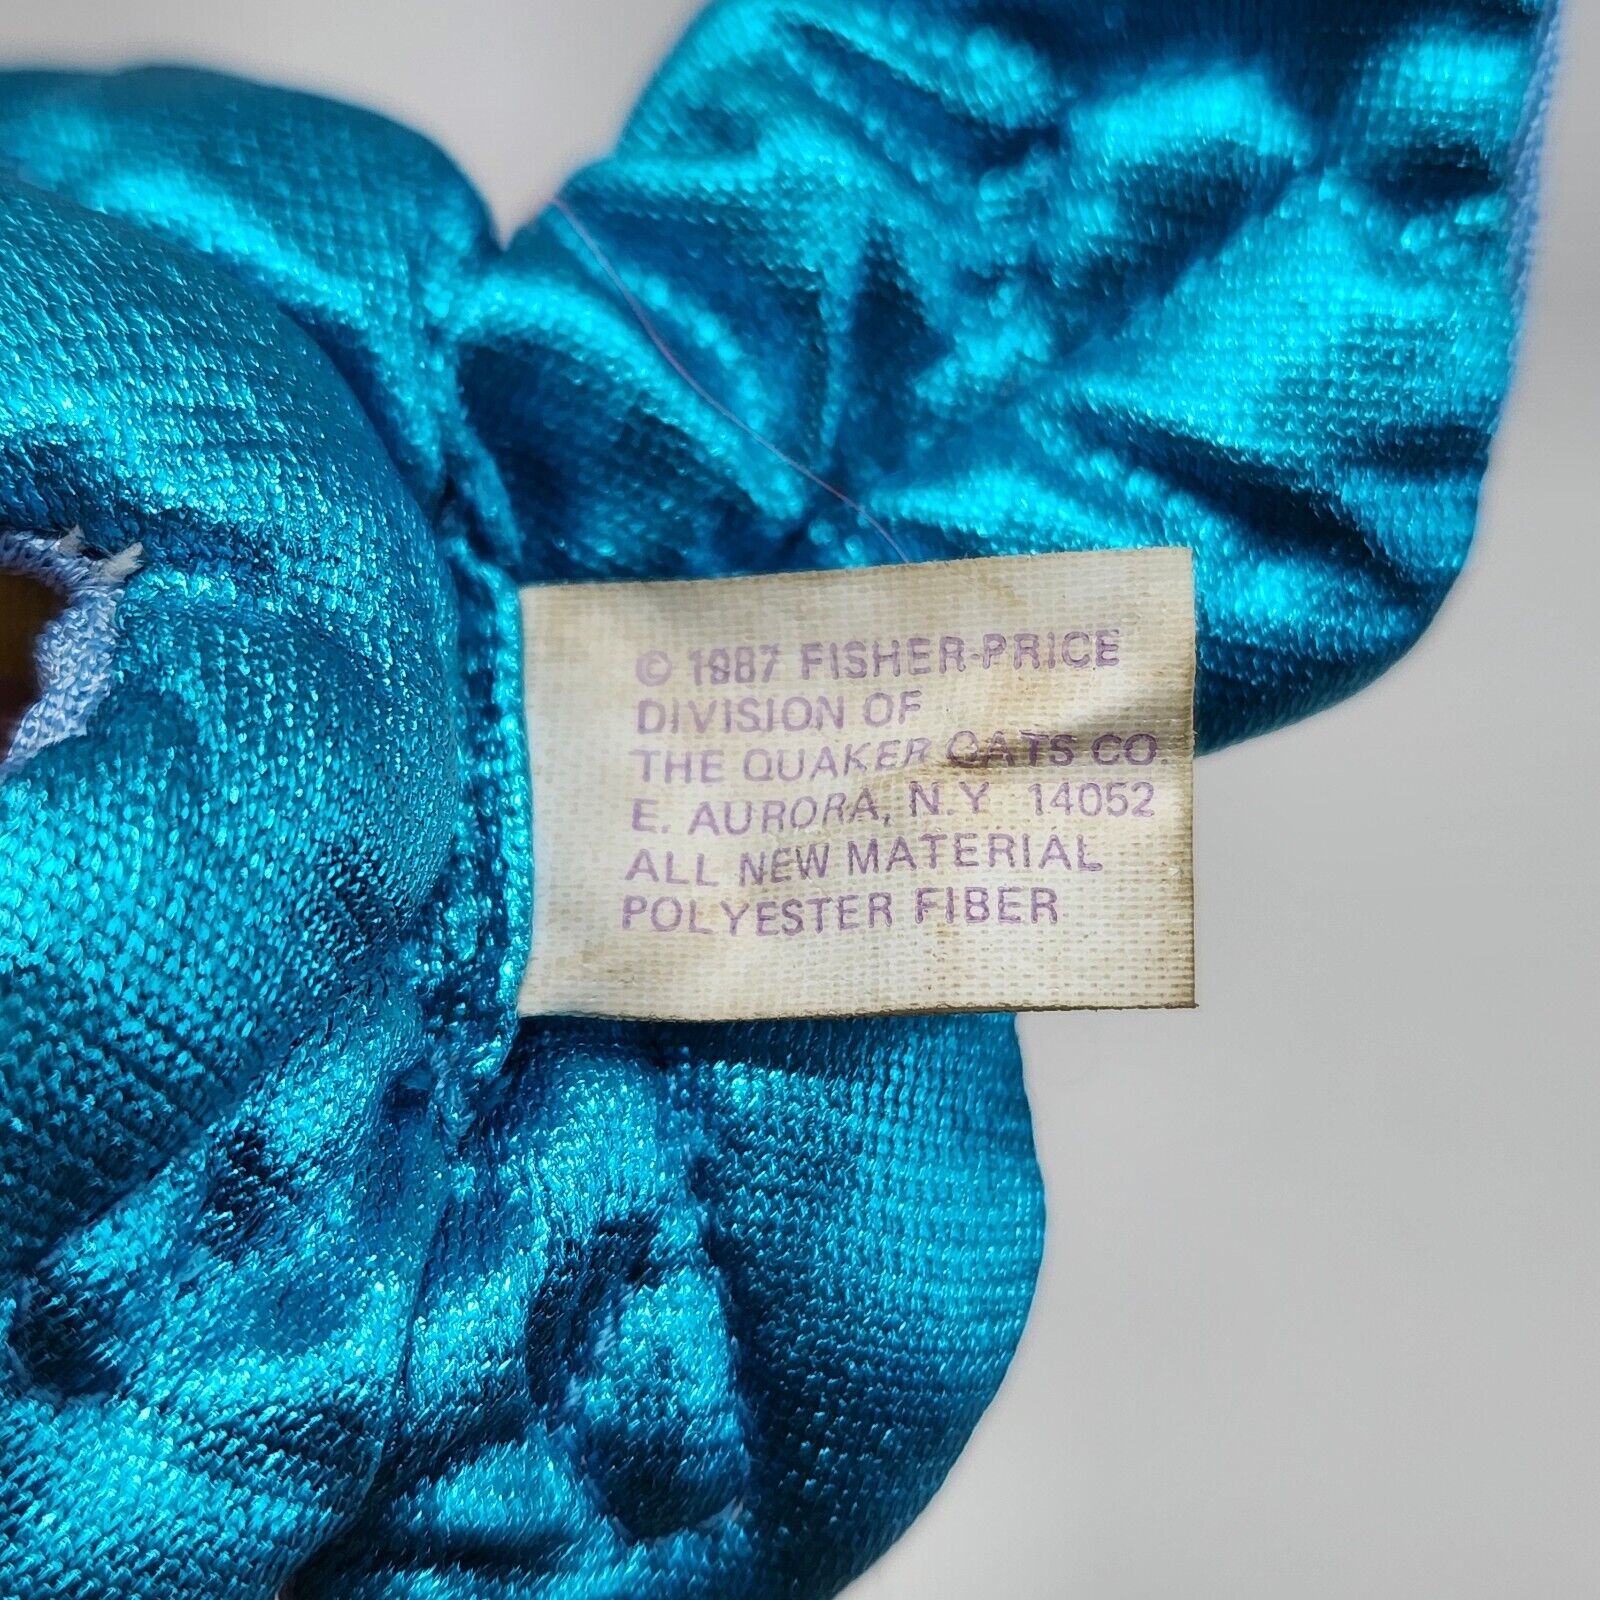 © 1987 FISHER-PRICE
DIVISION OF
THE QUAKER OATS CO.
E. AURORA, N.Y 14052
ALL NEW MATERIAL
POLYESTER FIBER